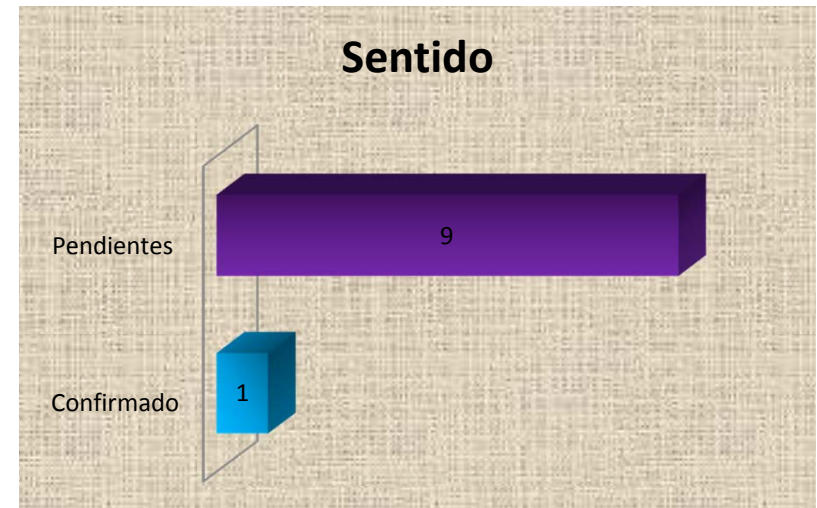 Sentido
Pendientes
9
Confirmado
1